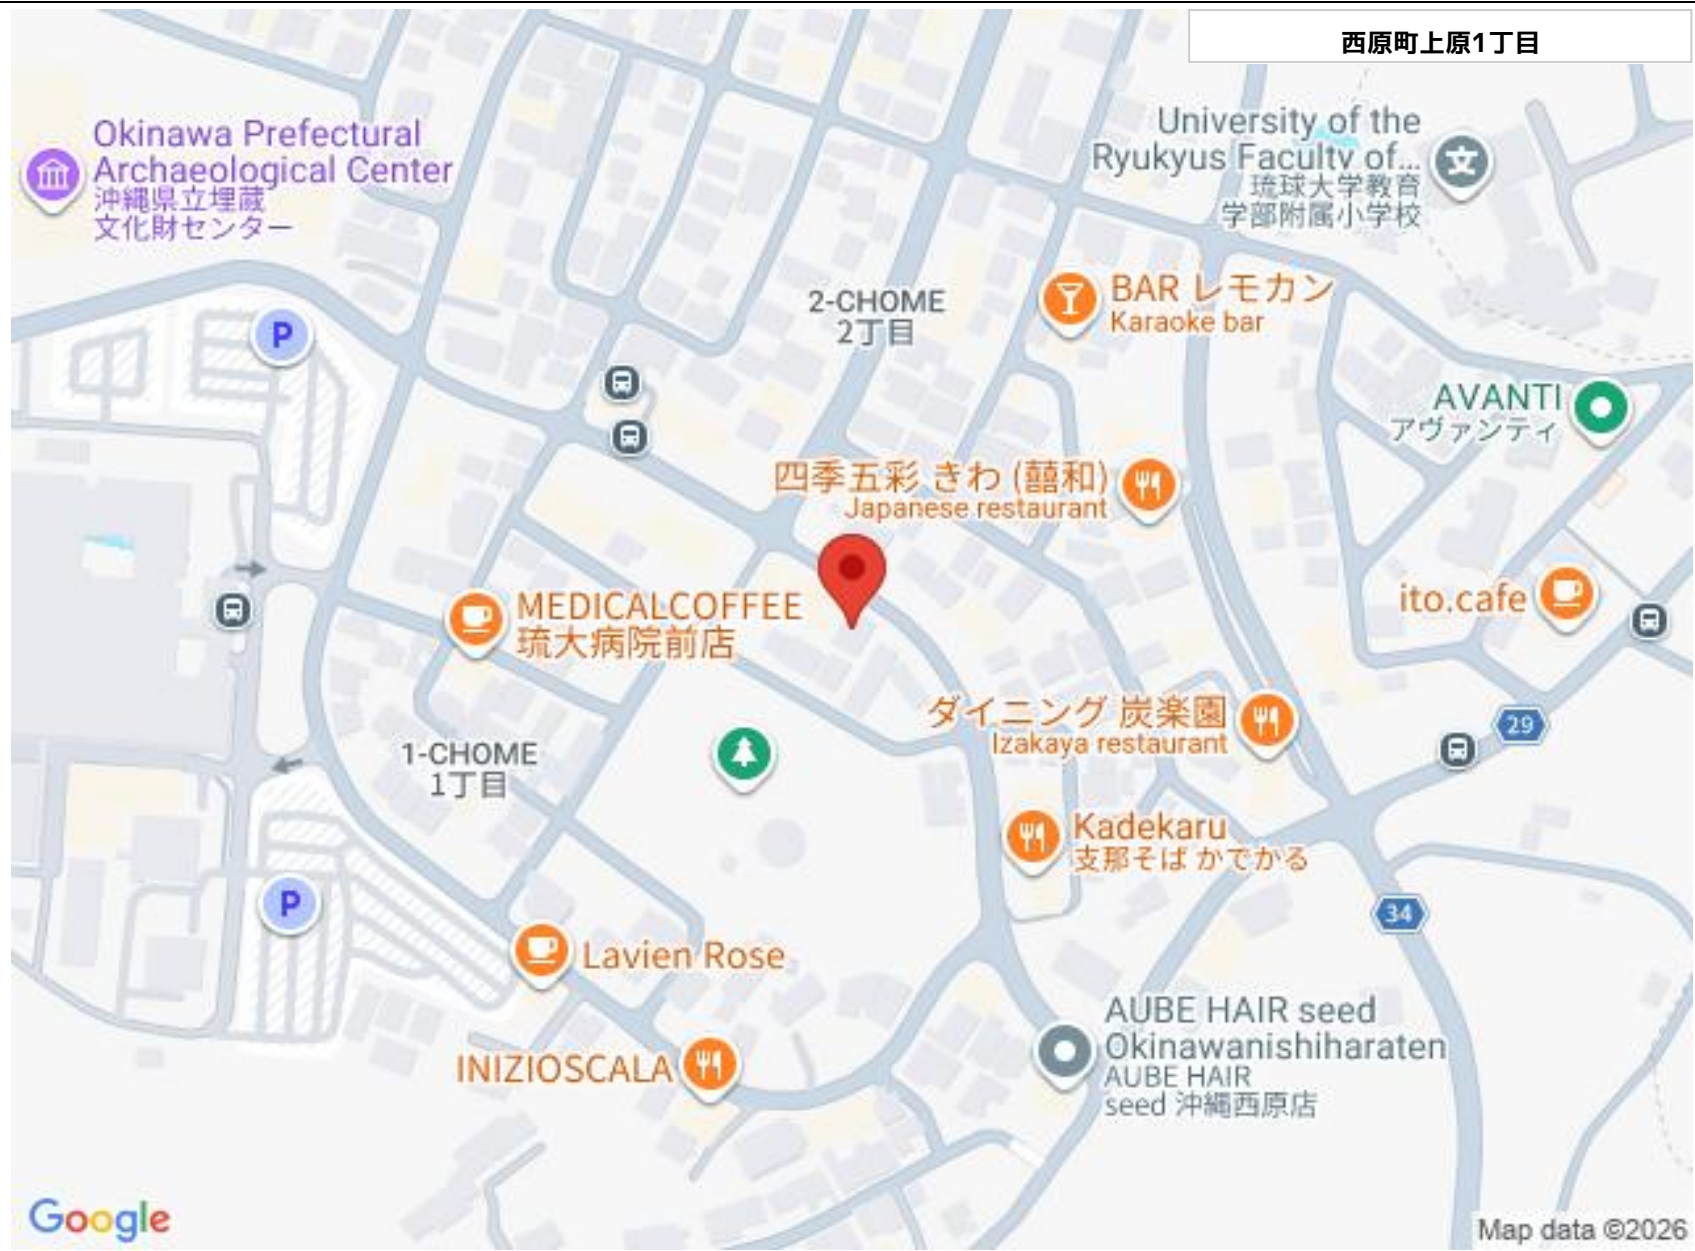 西原町上原1丁目
Okinawa Prefectural
Archaeological Center
沖縄県立埋蔵
文化財センター
University of the
Ryukyus Faculty of...
琉球大学教育
学部附属小学校
P
2-CHOME
2丁目
BAR レモカン
Karaoke bar
AVANTI
アヴァンティ
四季五彩 きわ (囍和)
Japanese restaurant
ito.cafe
MEDICALCOFFEE
琉大病院前店
ダイニング 炭楽園
Izakaya restaurant
29
1-CHOME
1丁目
Kadekaru
支那そば かでかる
P
34
Lavien Rose
AUBE HAIR seed
Okinawanishiharaten
AUBE HAIR
seed 沖縄西原店
INIZIOSCALA
Google
Map data ©2026